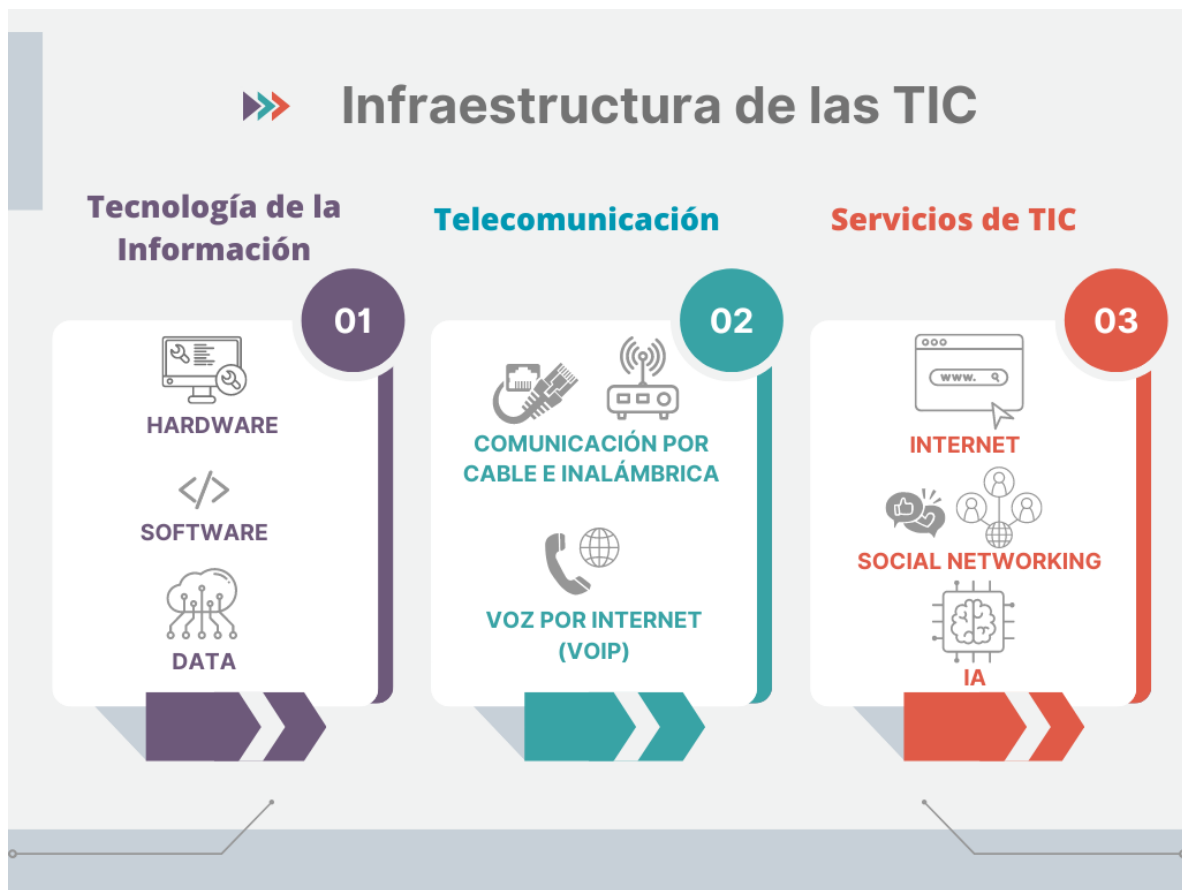 Infraestructura de las TIC
Tecnología de la
Información
01
HARDWARE
</>
SOFTWARE
DATA
Telecomunicación
02
COMUNICACIÓN POR
CABLE E INALÁMBRICA
VOZ POR INTERNET
(VOIP)
Servicios de TIC
03
www.
INTERNET
SOCIAL NETWORKING
IA